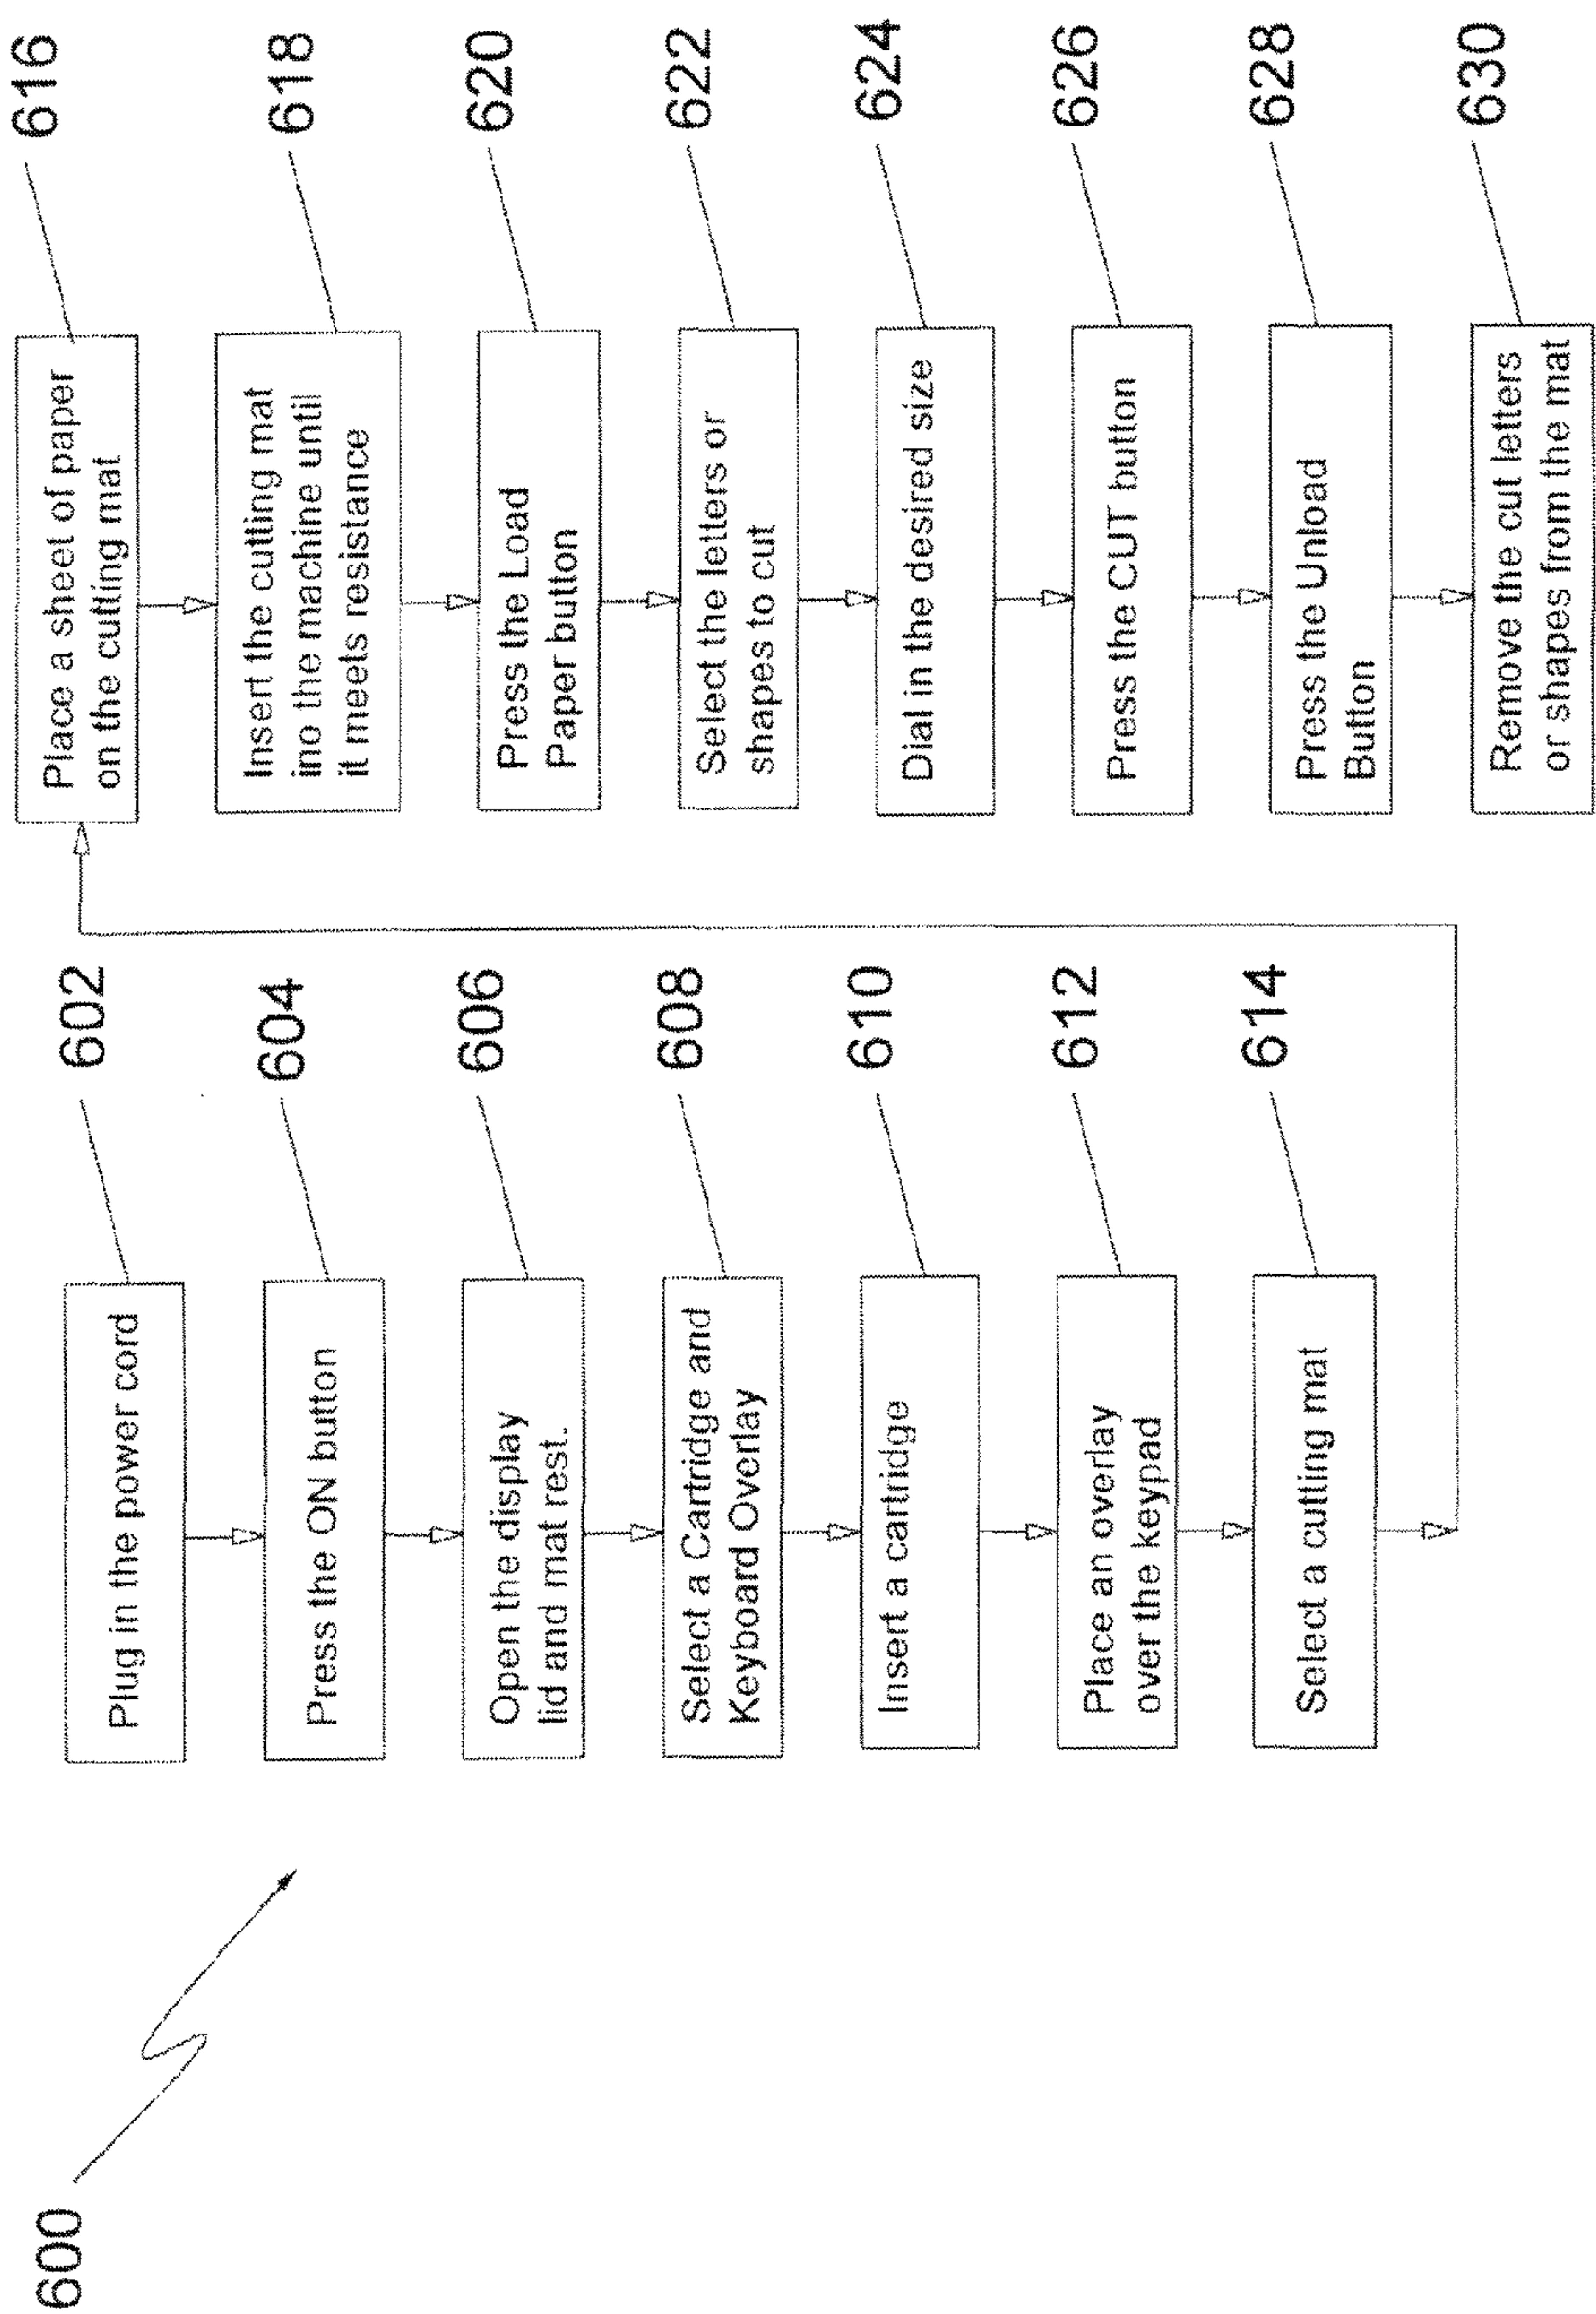 600
Plug in the power cord
602
Press the ON button
604
Open the display
lid and mat rest.
606
Select a Cartridge and
Keyboard Overlay
608
Insert a cartridge
610
Place an overlay
over the keypad
612
Select a cutting mat
614
Place a sheet of paper
on the cutting mat
616
Insert the cutting mat
ino the machine until
it meets resistance
618
Press the Load
Paper button
620
Select the letters or
shapes to cut
622
Dial in the desired size
624
Press the CUT button
626
Press the Unload
Button
628
Remove the cut letters
or shapes from the mat
630